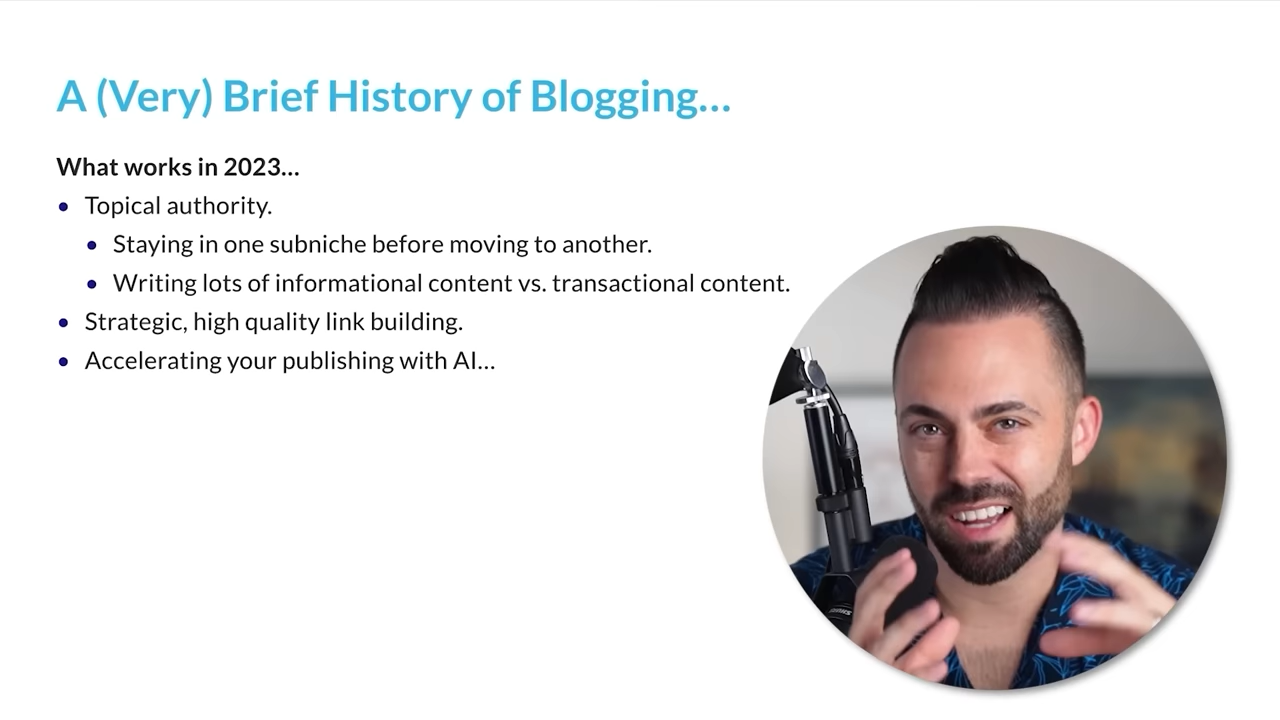 A (Very) Brief History of Blogging...
What works in 2023...
Topical authority.
Staying in one subniche before moving to another.
Writing lots of informational content vs. transactional content.
Strategic, high quality link building.
Accelerating your publishing with AI...